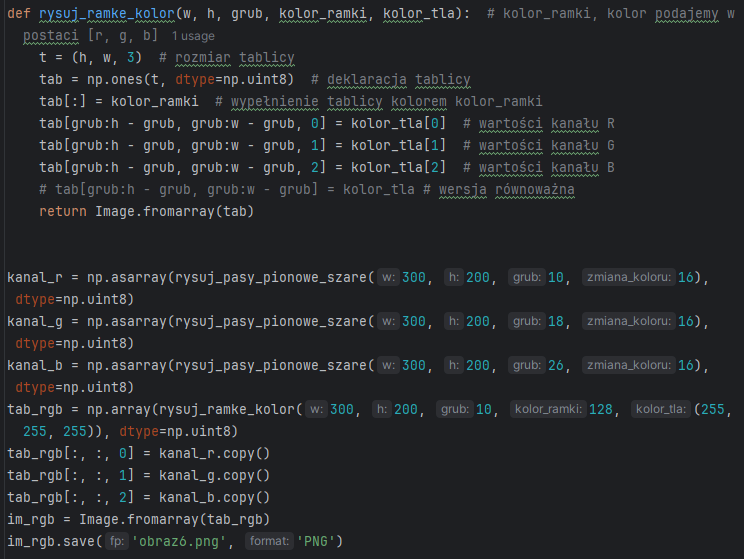 def rysuj_ramke_kolor(w, h, grub, kolor_ramki, kolor_tla):  # kolor_ramki, kolor podajemy w
postaci [r, g, b]   1 usage
    t = (h, w, 3)  # rozmiar tablicy
    tab = np.ones(t, dtype=np.uint8)  # deklaracja tablicy
    tab[:] = kolor_ramki  # wypełnienie tablicy kolorem kolor_ramki
    tab[grub:h - grub, grub:w - grub, 0] = kolor_tla[0]  # wartości kanału R
    tab[grub:h - grub, grub:w - grub, 1] = kolor_tla[1]  # wartości kanału G
    tab[grub:h - grub, grub:w - grub, 2] = kolor_tla[2]  # wartości kanału B
    # tab[grub:h - grub, grub:w - grub] = kolor_tla # wersja równoważna
    return Image.fromarray(tab)
kanal_r = np.asarray(rysuj_pasy_pionowe_szare( w: 300, h: 200, grub: 10, zmiana_koloru: 16),
dtype=np.uint8)
kanal_g = np.asarray(rysuj_pasy_pionowe_szare( w: 300, h: 200, grub: 18, zmiana_koloru: 16),
dtype=np.uint8)
kanal_b = np.asarray(rysuj_pasy_pionowe_szare( w: 300, h: 200, grub: 26, zmiana_koloru: 16),
dtype=np.uint8)
tab_rgb = np.array(rysuj_ramke_kolor( w: 300, h: 200, grub: 10, kolor_ramki: 128, kolor_tla: (255,
255, 255)), dtype=np.uint8)
tab_rgb[:, :, 0] = kanal_r.copy()
tab_rgb[:, :, 1] = kanal_g.copy()
tab_rgb[:, :, 2] = kanal_b.copy()
im_rgb = Image.fromarray(tab_rgb)
im_rgb.save( fp: 'obraz6.png', format: 'PNG')